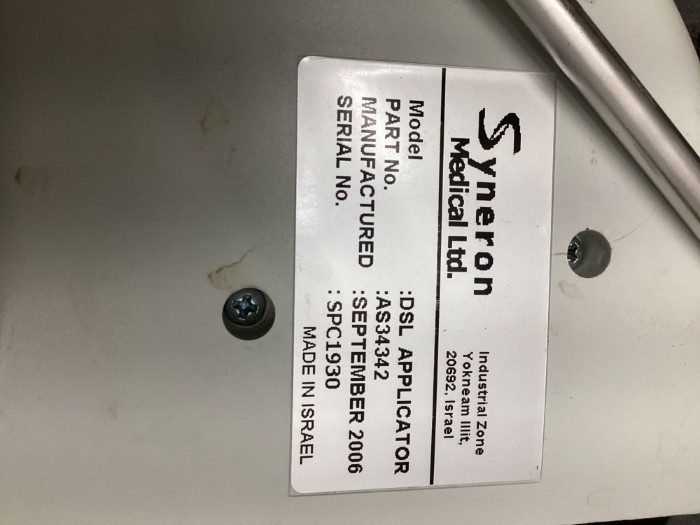 Syneron
Medical Ltd.
Industrial Zone
Yokneam Illit,
20692, Israel
Model :DSL APPLICATOR
PART No. :AS34342
MANUFACTURED :SEPTEMBER 2006
SERIAL No. : SPC1930
MADE IN ISRAEL